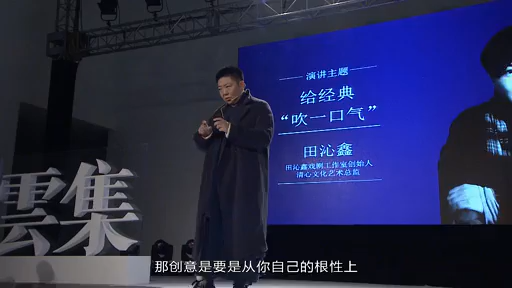 演讲主题
给经典
“吹一口气”
田沁鑫
田沁鑫戏剧工作室创始人
清心文化艺术总监
雲集
那创意是要是从你自己的根性上